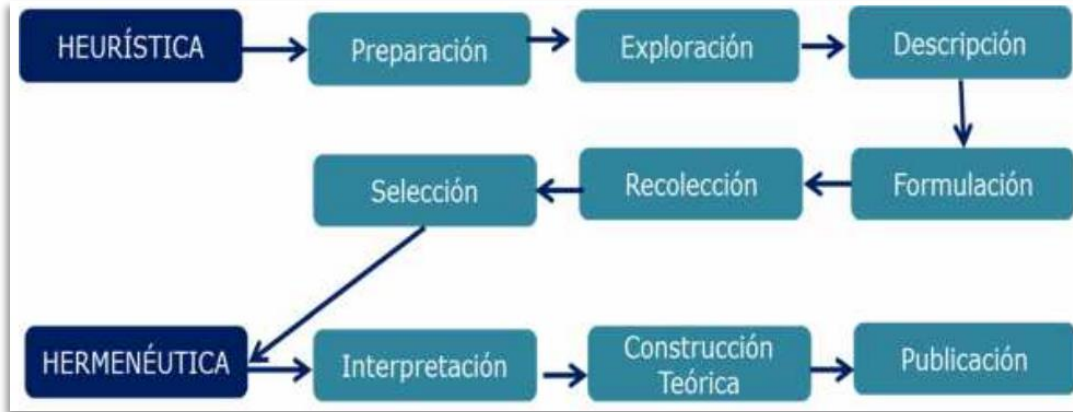 HEURÍSTICA
Preparación
Exploración
Descripción
Formulación
Recolección
Selección
HERMENÉUTICA
Interpretación
Construcción
Teórica
Publicación